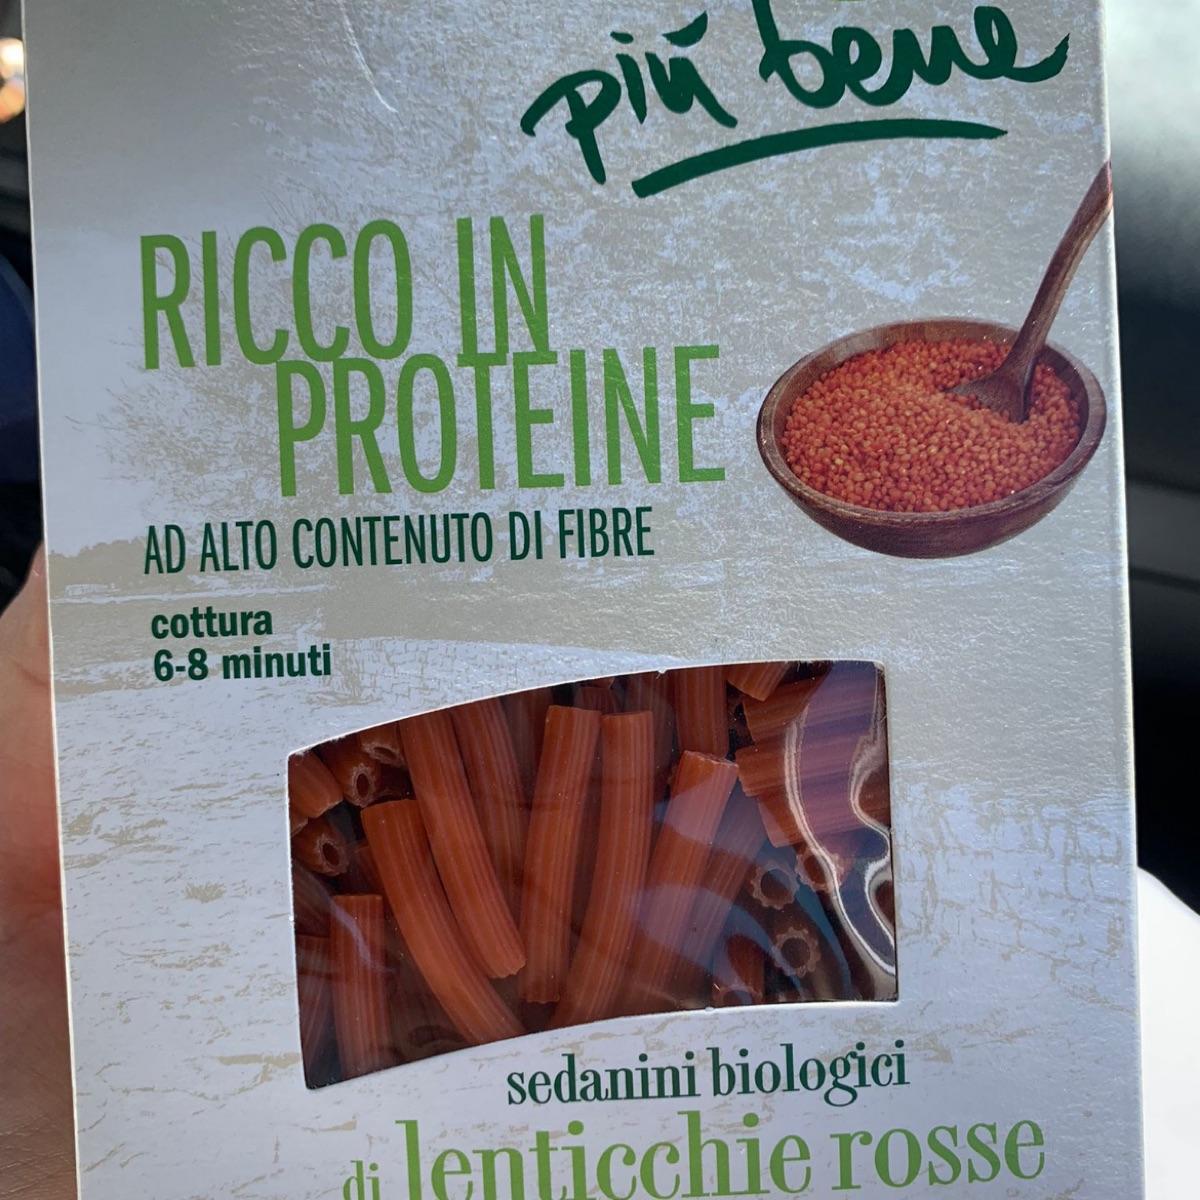 più bene
RICCO IN
PROTEINE
AD ALTO CONTENUTO DI FIBRE
cottura
6-8 minuti
sedanini biologici
di lenticchie rosse